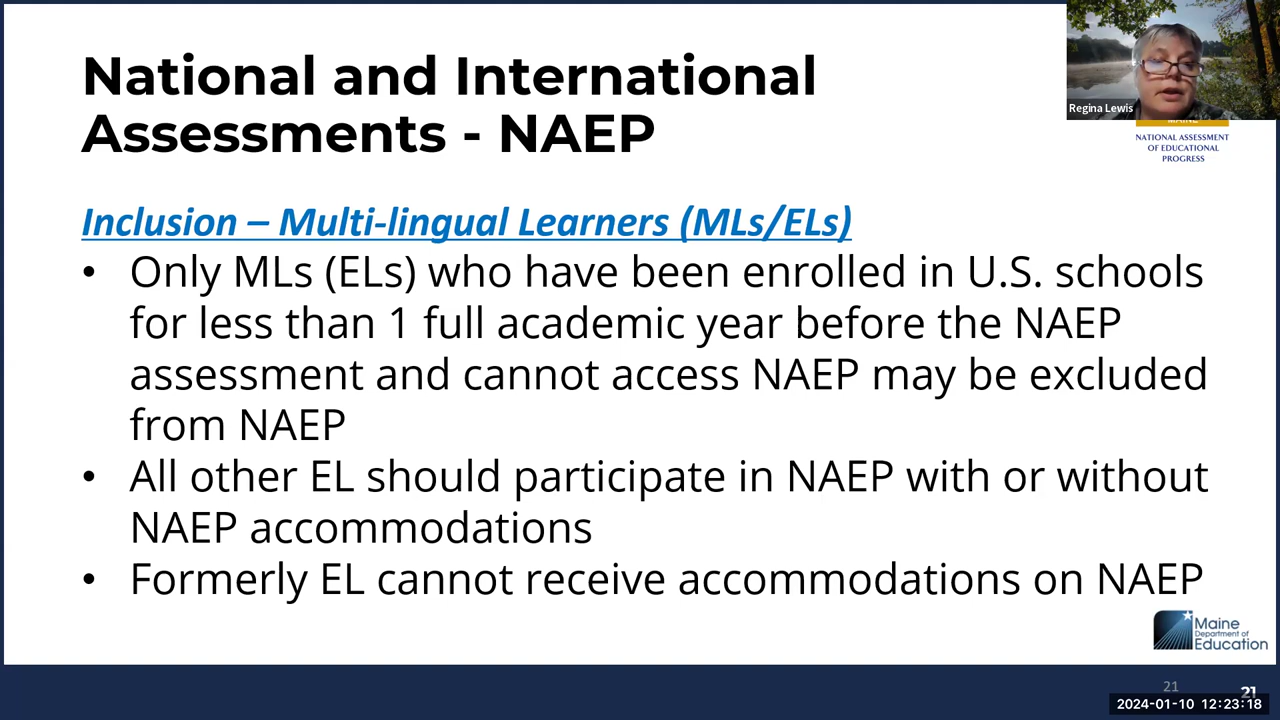 National and International
Assessments - NAEP
Regina Lewis
MAINE
NATIONAL ASSESSMENT
OF EDUCATIONAL
PROGRESS
Inclusion – Multi-lingual Learners (MLs/ELs)
• Only MLs (ELs) who have been enrolled in U.S. schools
for less than 1 full academic year before the NAEP
assessment and cannot access NAEP may be excluded
from NAEP
• All other EL should participate in NAEP with or without
NAEP accommodations
• Formerly EL cannot receive accommodations on NAEP
Maine
Department of
Education
21
21
2024-01-10 12:23:18